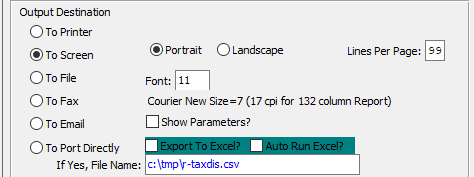 Output Destination
To Printer
To Screen Portrait Landscape Lines Per Page: 99
To File Font: 11
To Fax Courier New Size=7 (17 cpi for 132 column Report)
To Email Show Parameters?
To Port Directly Export To Excel? Auto Run Excel?
If Yes, File Name: c:\tmp\r-taxdis.csv